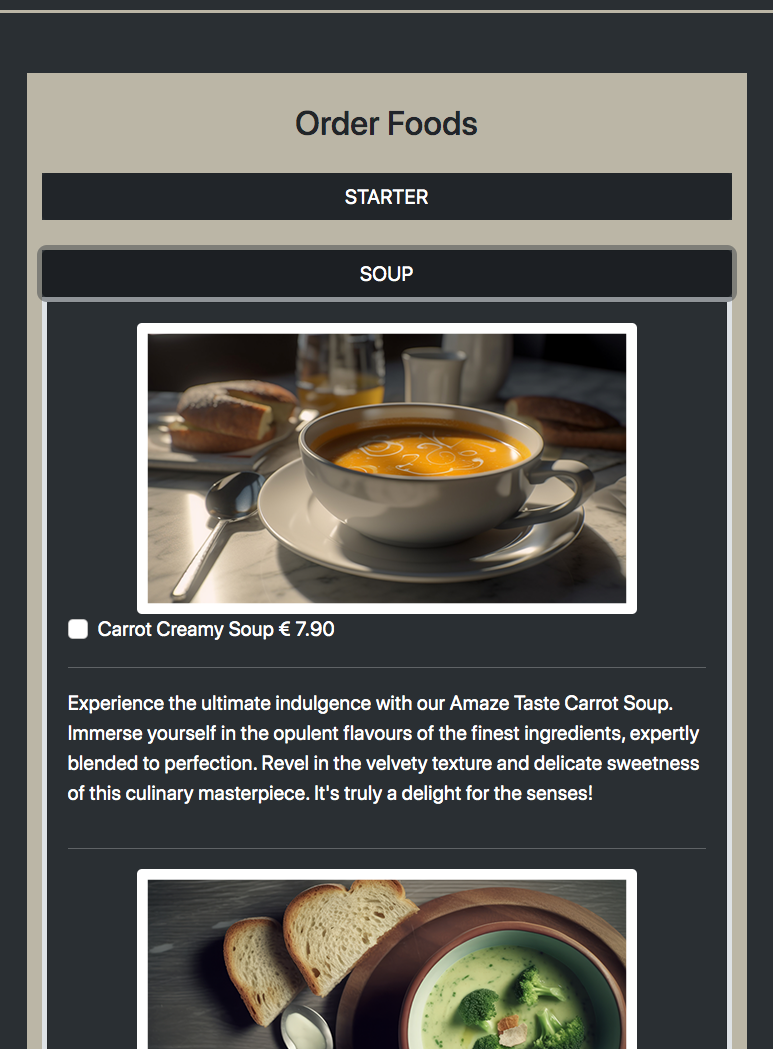 Order Foods
STARTER
SOUP
Carrot Creamy Soup € 7.90
Experience the ultimate indulgence with our Amaze Taste Carrot Soup.
Immerse yourself in the opulent flavours of the finest ingredients, expertly
blended to perfection. Revel in the velvety texture and delicate sweetness
of this culinary masterpiece. It's truly a delight for the senses!